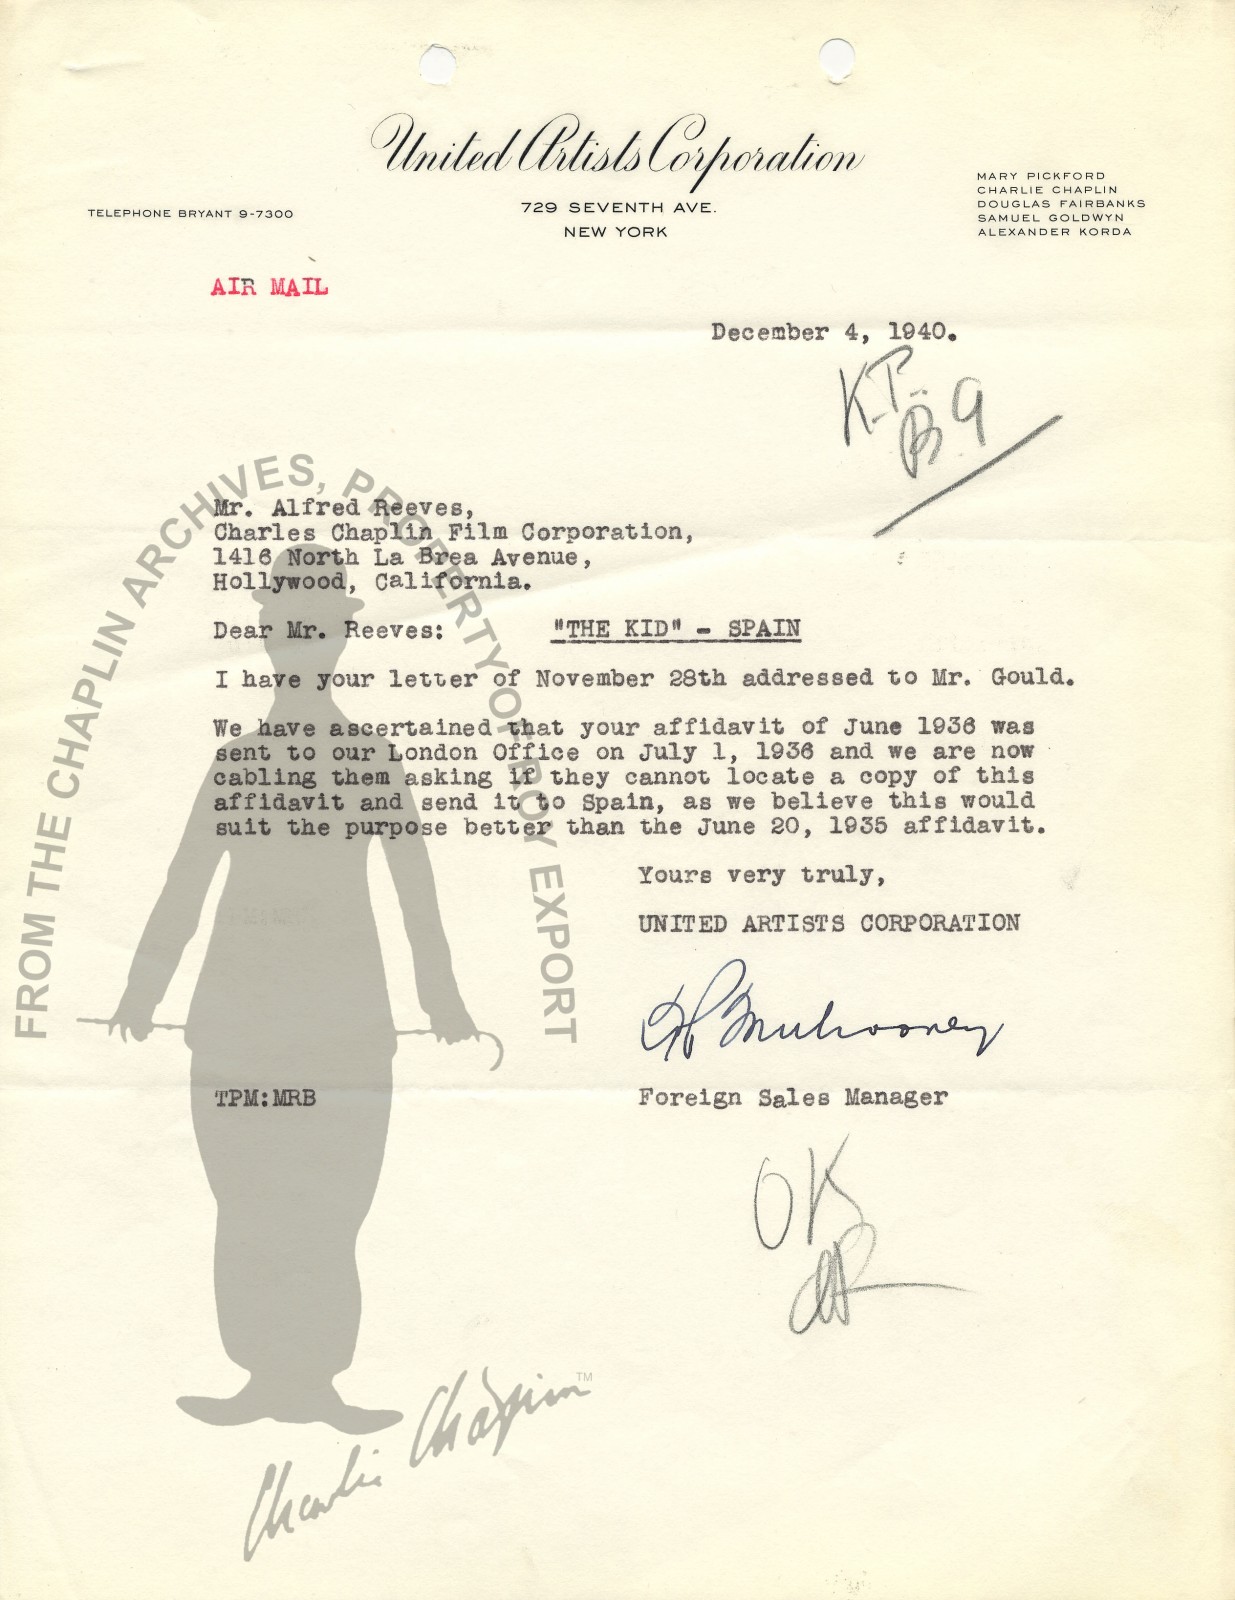 United Artists Corporation
729 SEVENTH AVE.
NEW YORK
TELEPHONE BRYANT 9-7300
MARY PICKFORD
CHARLIE CHAPLIN
DOUGLAS FAIRBANKS
SAMUEL GOLDWYN
ALEXANDER KORDA
AIR MAIL
December 4, 1940.
K.T.
B.9
Mr. Alfred Reeves,
Charles Chaplin Film Corporation,
1416 North La Brea Avenue,
Hollywood, California.
Dear Mr. Reeves: "THE KID" - SPAIN
I have your letter of November 28th addressed to Mr. Gould.
We have ascertained that your affidavit of June 1936 was
sent to our London Office on July 1, 1936 and we are now
cabling them asking if they cannot locate a copy of this
affidavit and send it to Spain, as we believe this would
suit the purpose better than the June 20, 1935 affidavit.
Yours very truly,
UNITED ARTISTS CORPORATION
Mulrooney
TPM:MRB
Foreign Sales Manager
OK
AR
FROM THE CHAPLIN ARCHIVES, PROPERTY OF ROY EXPORT
Charlie Chaplin™